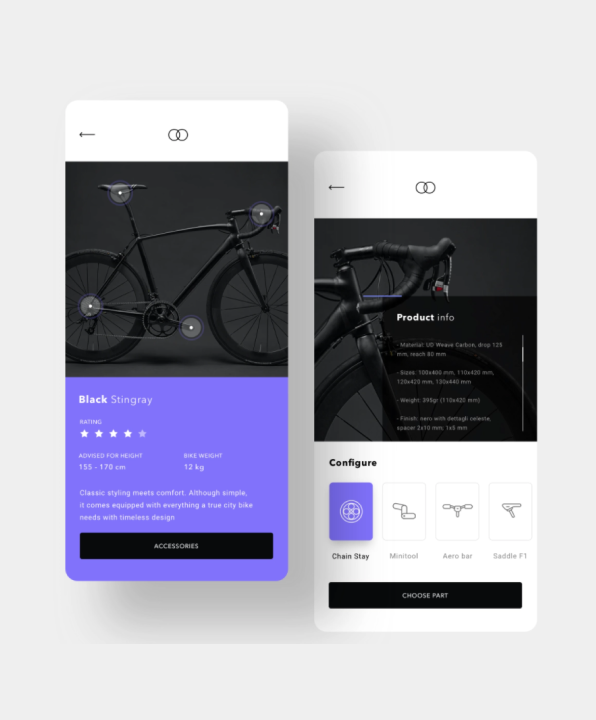 Black Stingray
RATING
ADVISED FOR HEIGHT
155 - 170 cm
BIKE WEIGHT
12 kg
Classic styling meets comfort. Although simple,
it comes equipped with everything a true city bike
needs with timeless design
ACCESSORIES
Product info
- Material: UD Weave Carbon, drop 125
mm, reach 80 mm
- Sizes: 100x400 mm, 110x420 mm,
120x420 mm, 130x440 mm
- Weight: 395gr (110x420 mm)
- Finish: nero with dettagli celeste,
spacer 2x10 mm: 1x5 mm
Configure
Chain Stay
Minitool
Aero bar
Saddle F1
CHOOSE PART